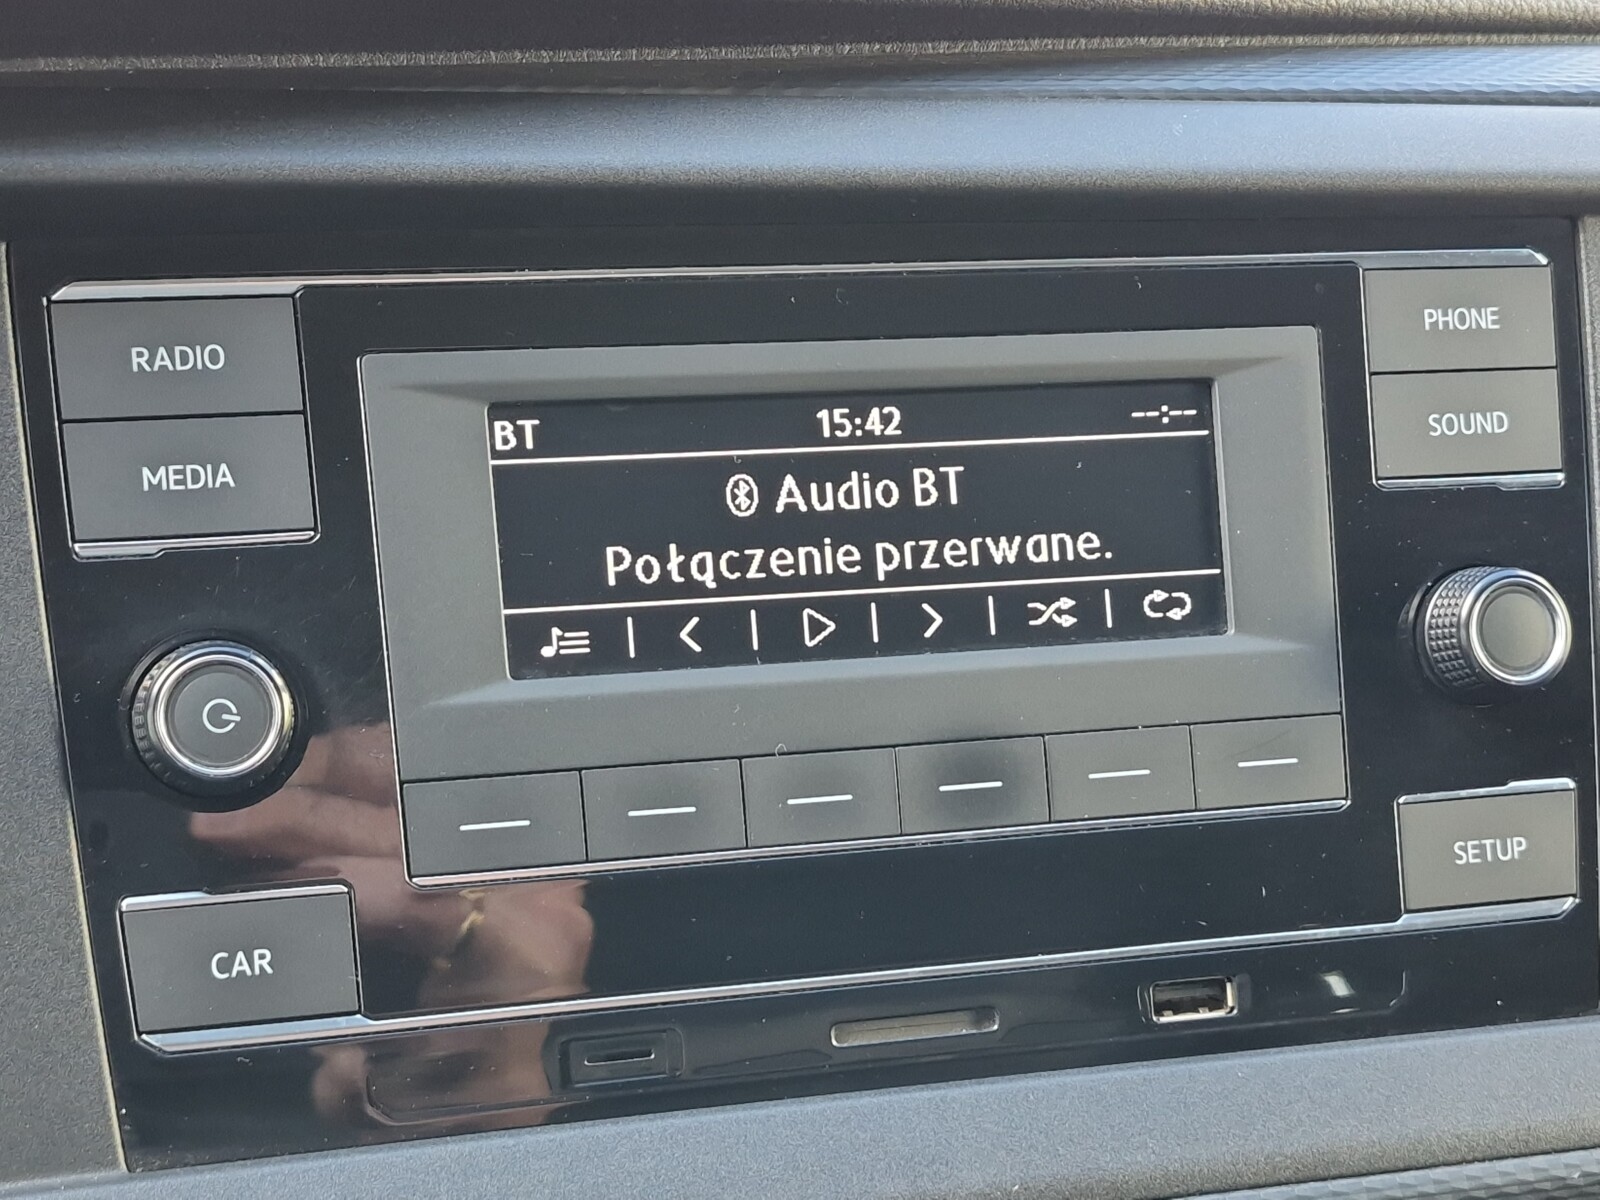 RADIO
MEDIA
PHONE
SOUND
BT 15:42 --:--
Audio BT
Połączenie przerwane.
SETUP
CAR